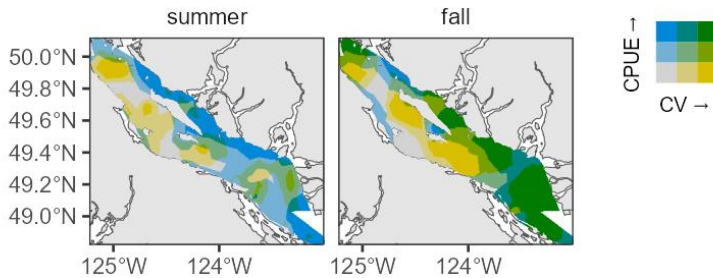 summer
fall
50.0°N
49.8°N
49.6°N
49.4°N
49.2°N
49.0°N
125°W
124°W
125°W
124°W
CPUE →
CV →